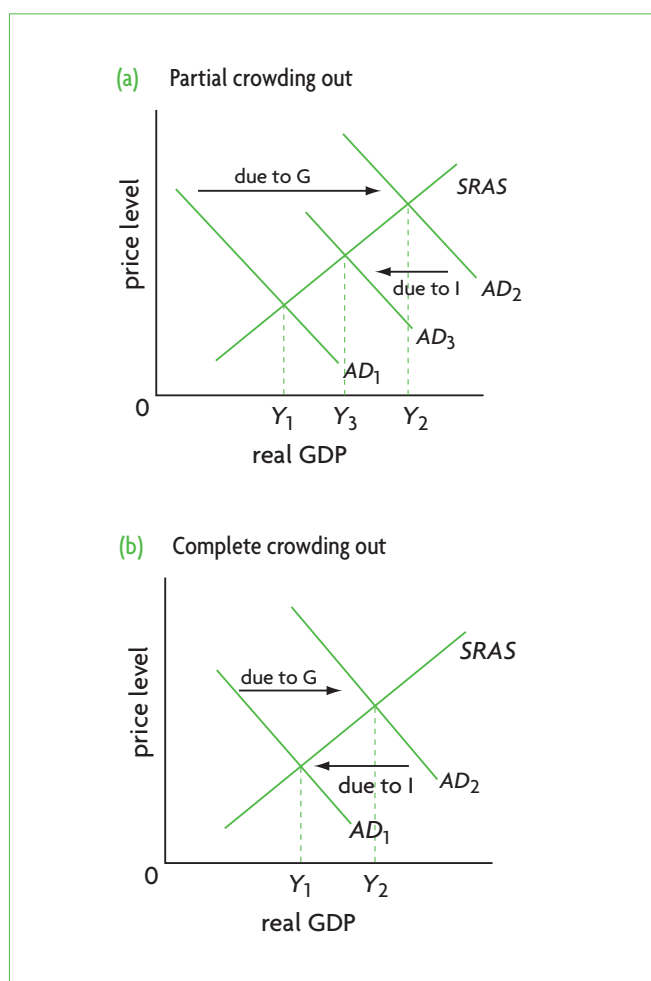 (a) Partial crowding out
price level
due to G
SRAS
due to I
AD2
AD3
AD1
0
Y1 Y3 Y2
real GDP
(b) Complete crowding out
price level
SRAS
due to G
due to I
AD2
AD1
0
Y1 Y2
real GDP